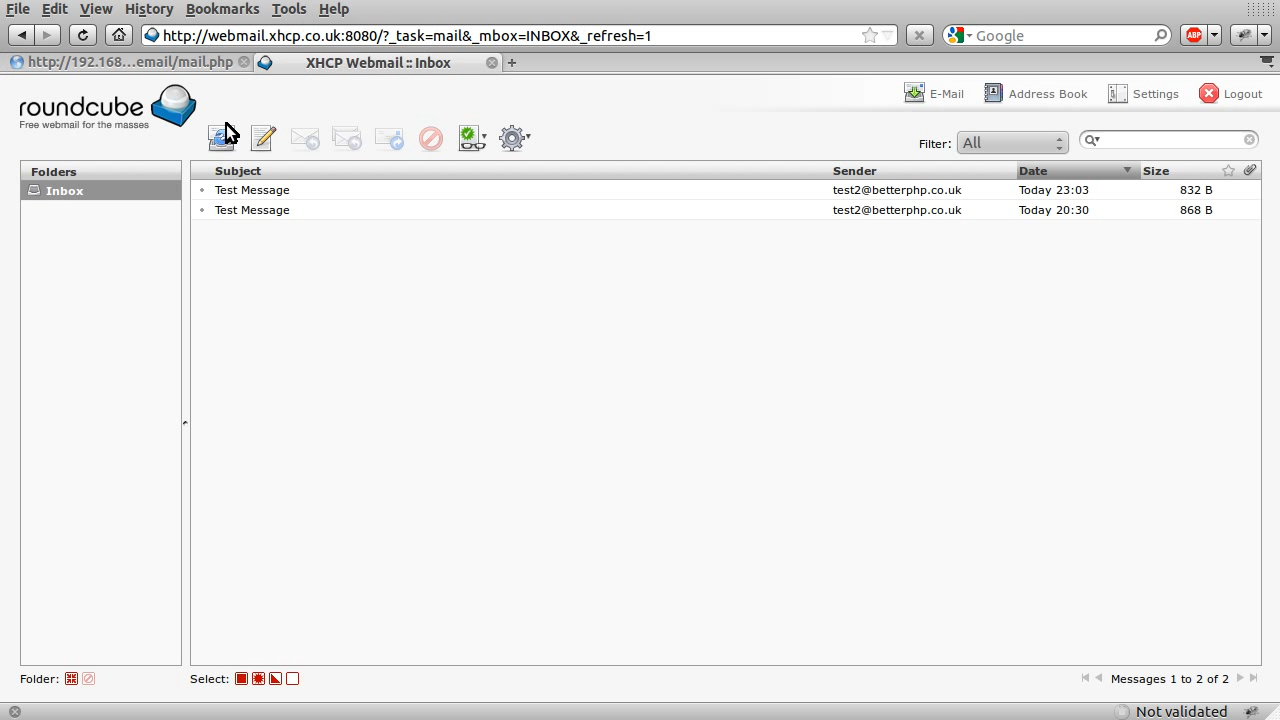 File Edit View History Bookmarks Tools Help
http://webmail.xhcp.co.uk:8080/?_task=mail&_mbox=INBOX&_refresh=1
Google
ABP
http://192.168...email/mail.php
XHCP Webmail :: Inbox
roundcube
Free webmail for the masses
E-Mail
Address Book
Settings
Logout
Filter: All
Folders
Inbox
Subject Sender Date Size
Test Message test2@betterphp.co.uk Today 23:03 832 B
Test Message test2@betterphp.co.uk Today 20:30 868 B
Folder:
Select:
Messages 1 to 2 of 2
Not validated